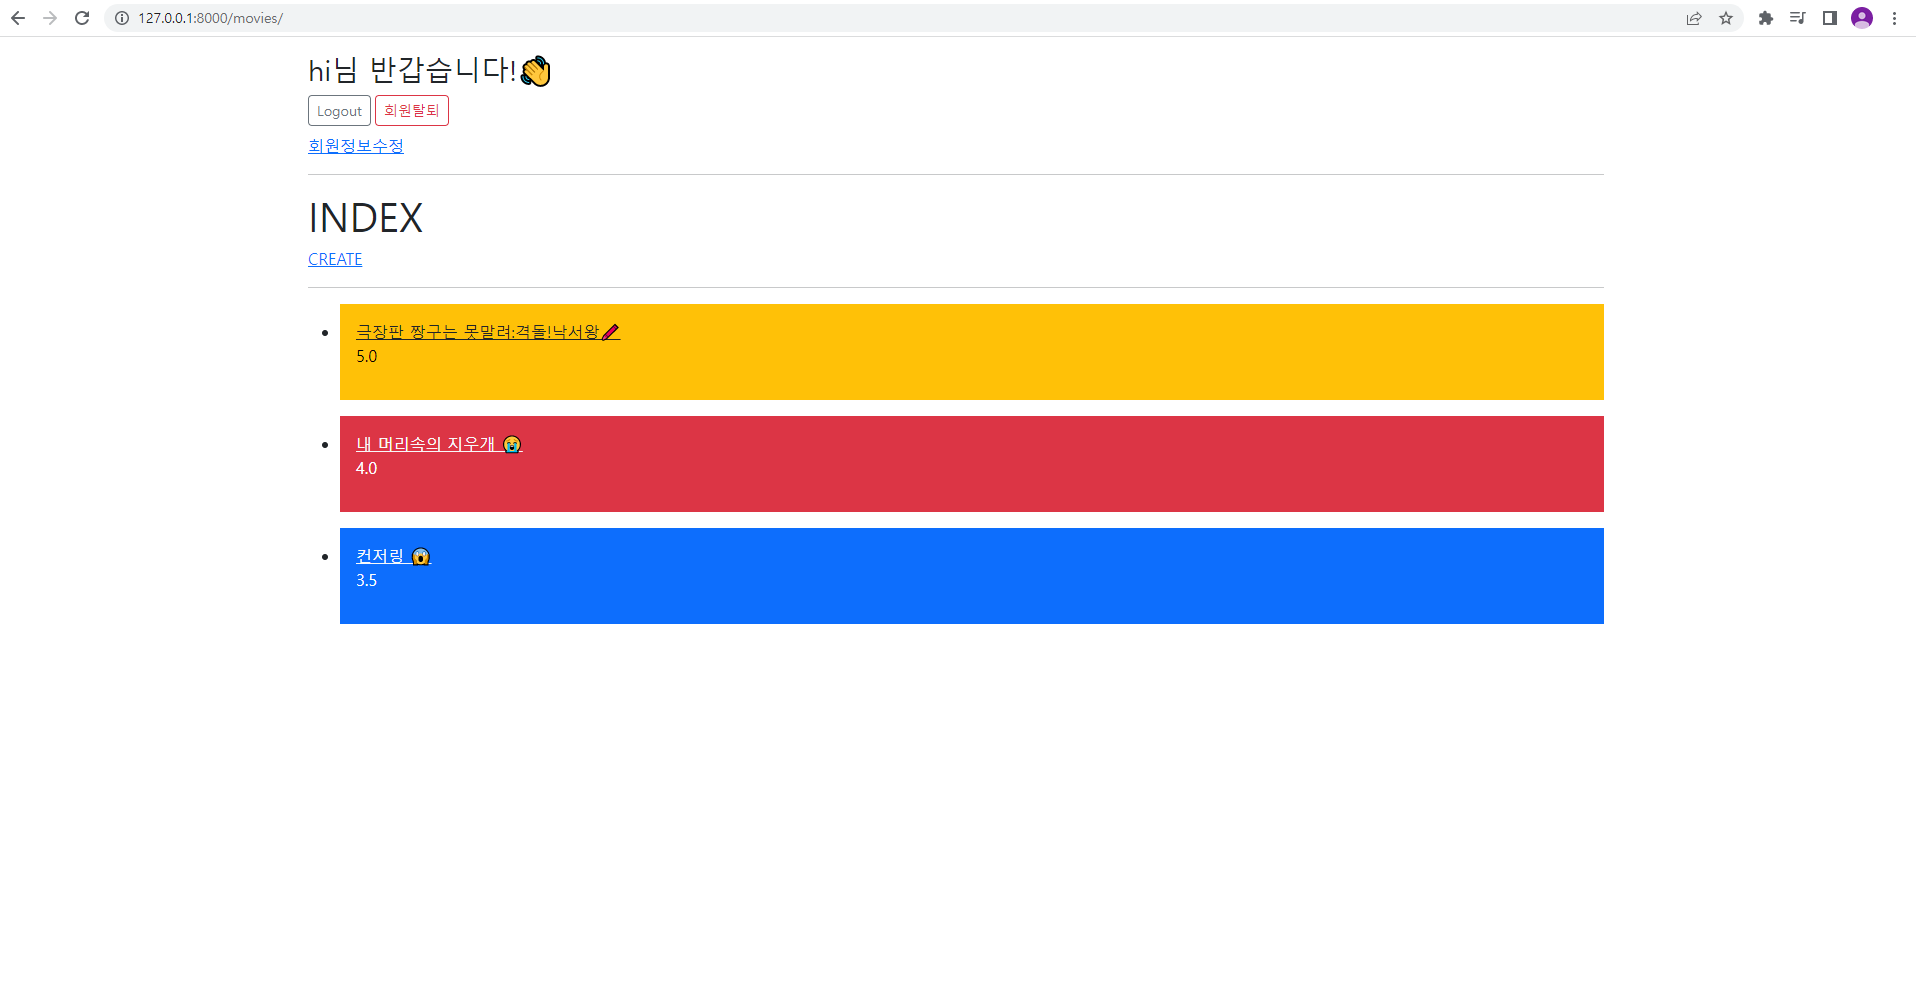 127.0.0.1:8000/movies/
hi님 반갑습니다!👋
Logout 회원탈퇴
회원정보수정
INDEX
CREATE
극장판 짱구는 못말려:격돌!낙서왕🖍
5.0
내 머리속의 지우개 😭
4.0
컨저링 😱
3.5